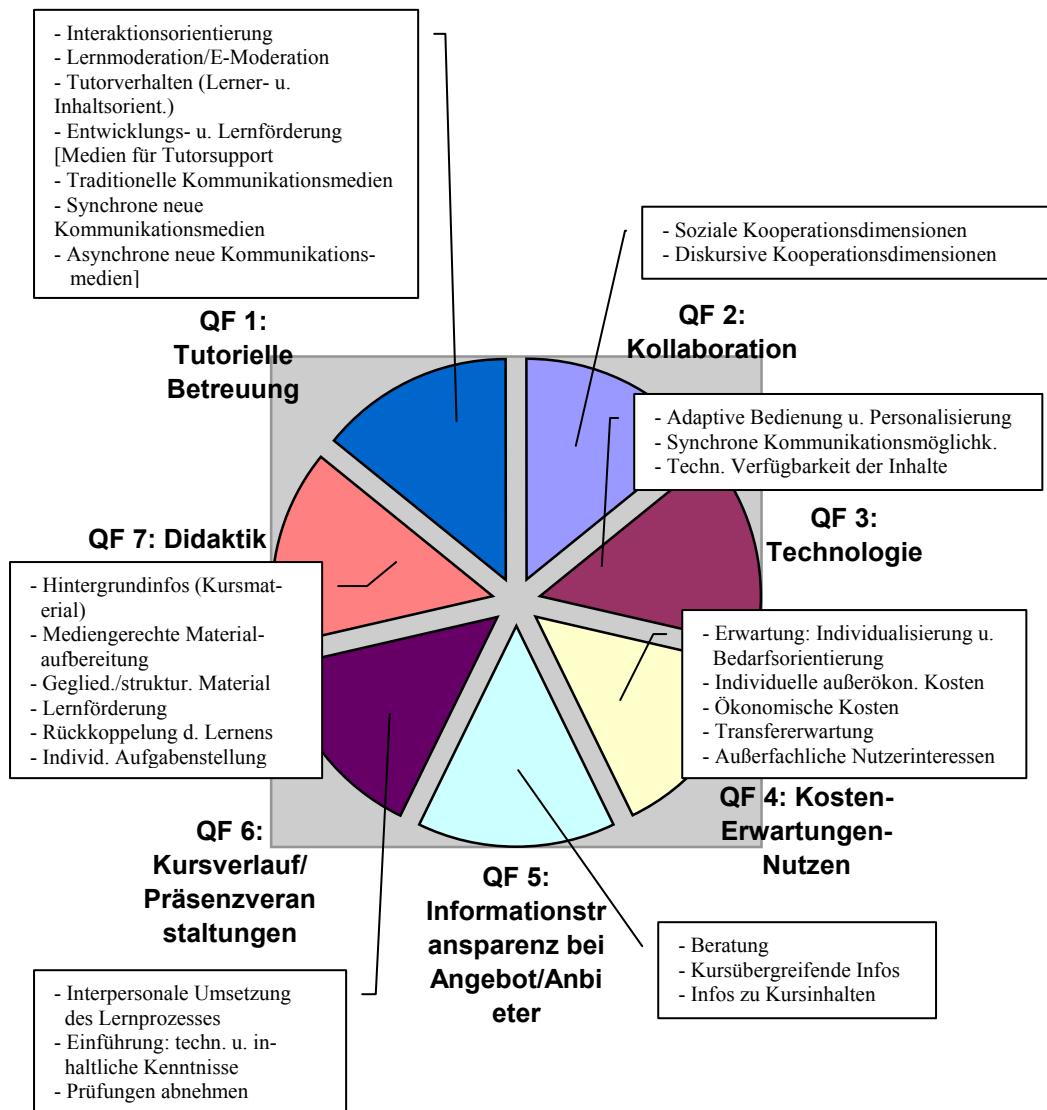 - Interaktionsorientierung
- Lernmoderation/E-Moderation
- Tutorverhalten (Lerner- u.
Inhaltsorient.)
- Entwicklungs- u. Lernförderung
[Medien für Tutorsupport
- Traditionelle Kommunikationsmedien
- Synchrone neue
Kommunikationsmedien
- Asynchrone neue Kommunikations-
medien]
- Soziale Kooperationsdimensionen
- Diskursive Kooperationsdimensionen
QF 1:
Tutorielle
Betreuung
QF 2:
Kollaboration
- Adaptive Bedienung u. Personalisierung
- Synchrone Kommunikationsmöglichk.
- Techn. Verfügbarkeit der Inhalte
QF 3:
Technologie
QF 7: Didaktik
- Hintergrundinfos (Kursmat-
erial)
- Mediengerechte Material-
aufbereitung
- Geglied./struktur. Material
- Lernförderung
- Rückkoppelung d. Lernens
- Individ. Aufgabenstellung
- Erwartung: Individualisierung u.
Bedarfsorientierung
- Individuelle außerökon. Kosten
- Ökonomische Kosten
- Transfererwartung
- Außerfachliche Nutzerinteressen
QF 4: Kosten-
Erwartungen-
Nutzen
QF 6:
Kursverlauf/
Präsenzveran
staltungen
QF 5:
Informationstr
ansparenz bei
Angebot/Anbi
eter
- Beratung
- Kursübergreifende Infos
- Infos zu Kursinhalten
- Interpersonale Umsetzung
des Lernprozesses
- Einführung: techn. u. in-
haltliche Kenntnisse
- Prüfungen abnehmen